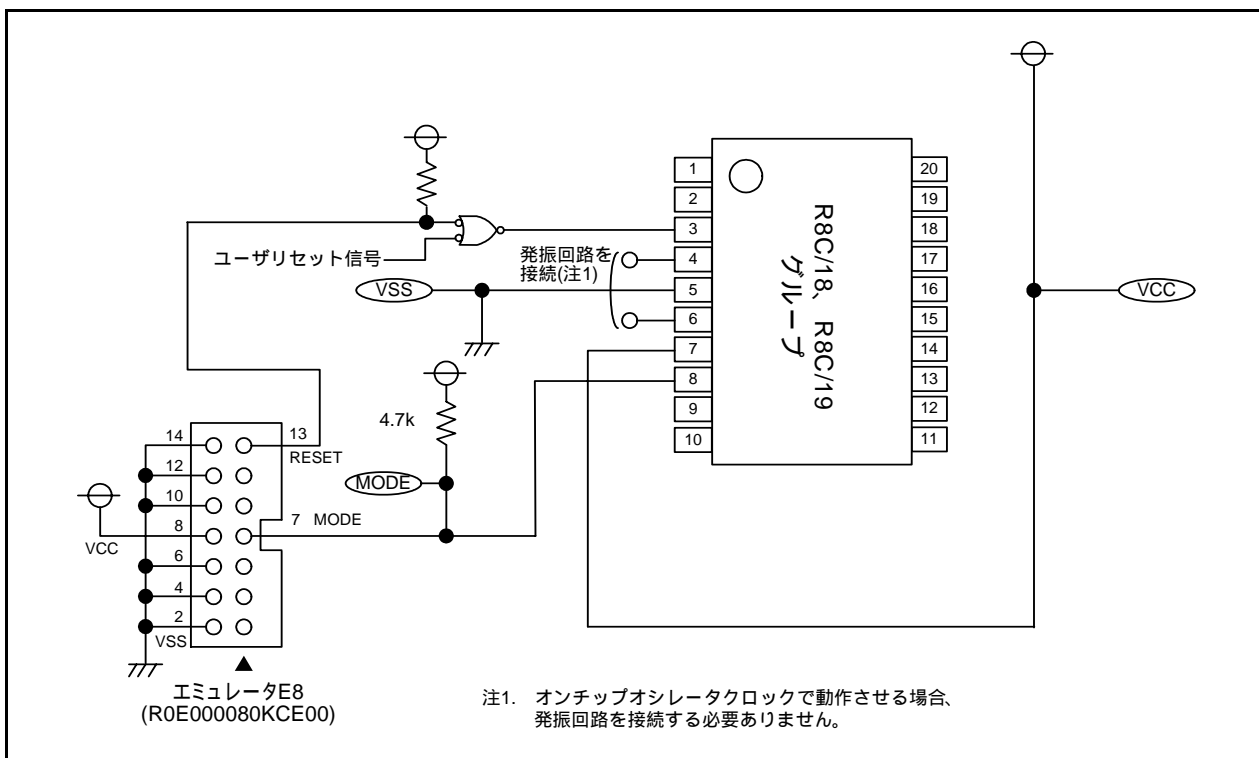 ユーザリセット信号
発振回路を
接続(注1)
VSS
1
2
3
4
5
6
7
8
9
10
R8C/18、R8C/19
グループ
20
19
18
17
16
15
14
13
12
11
VCC
4.7k
MODE
14
12
10
8
6
4
2
VCC
VSS
13
RESET
7 MODE
エミュレータE8
(R0E000080KCE00)
注1. オンチップオシレータクロックで動作させる場合、
発振回路を接続する必要ありません。